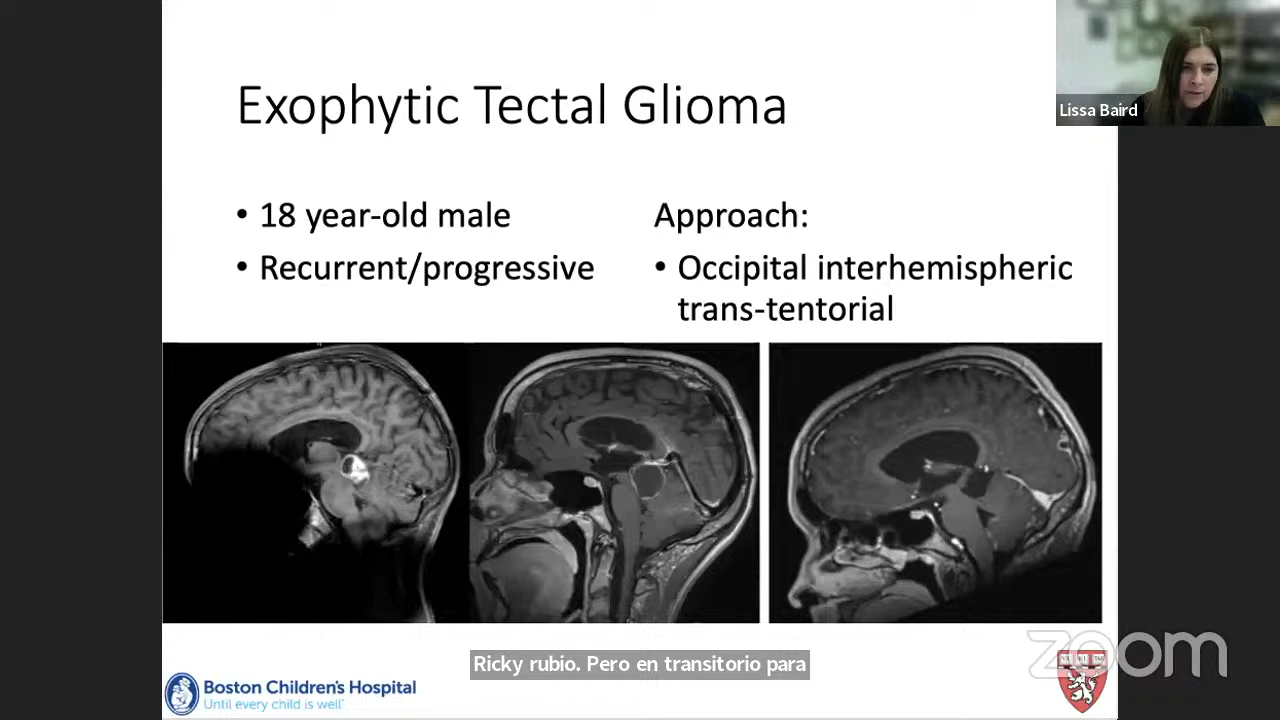 Exophytic Tectal Glioma
Lissa Baird
• 18 year-old male
• Recurrent/progressive
Approach:
• Occipital interhemispheric
trans-tentorial
zoom
Ricky rubio. Pero en transitorio para
Boston Children's Hospital
Until every child is well